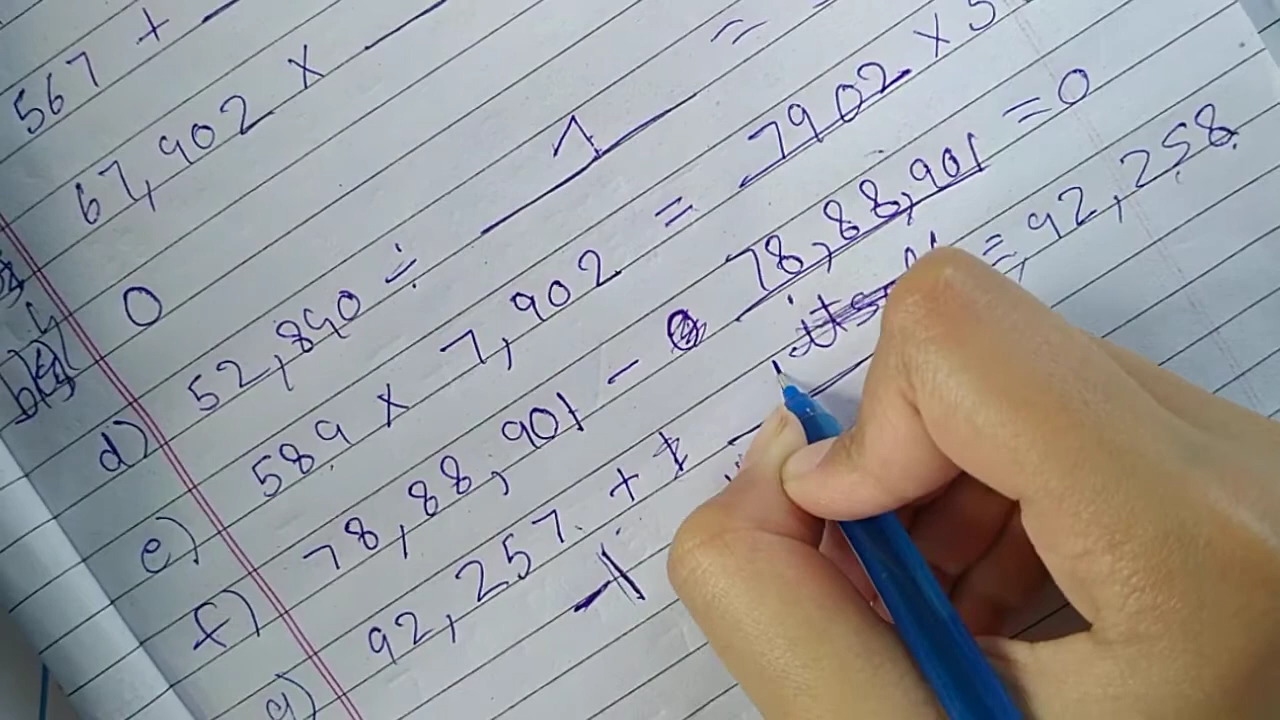 567 +
67,902 × =
0
d) 52,890 ÷ 1
e) 589 × 7,902 = 7902 × 5
f) 78,88,901 - 78,88,901 = 0
g) 92,257 + 1 = 92,258